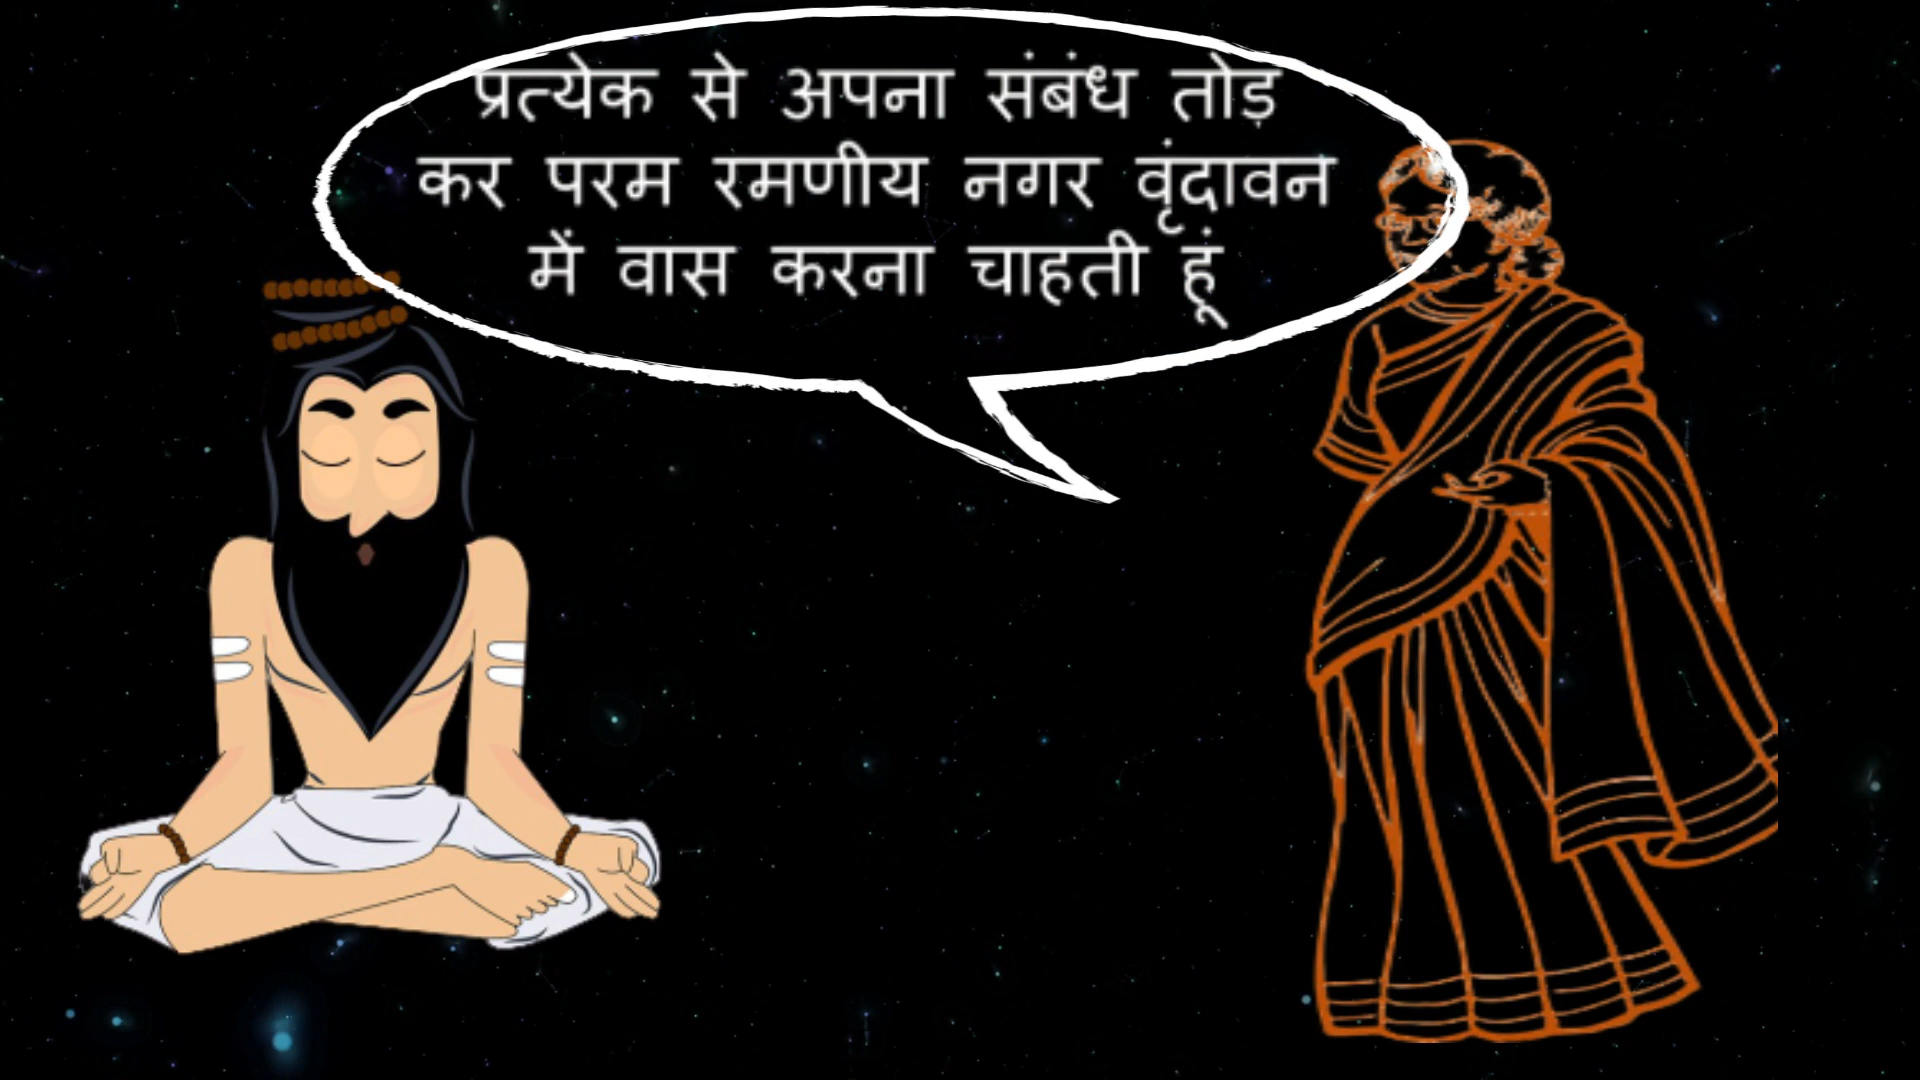 प्रत्येक से अपना संबंध तोड़
कर परम रमणीय नगर वृंदावन
में वास करना चाहती हूं